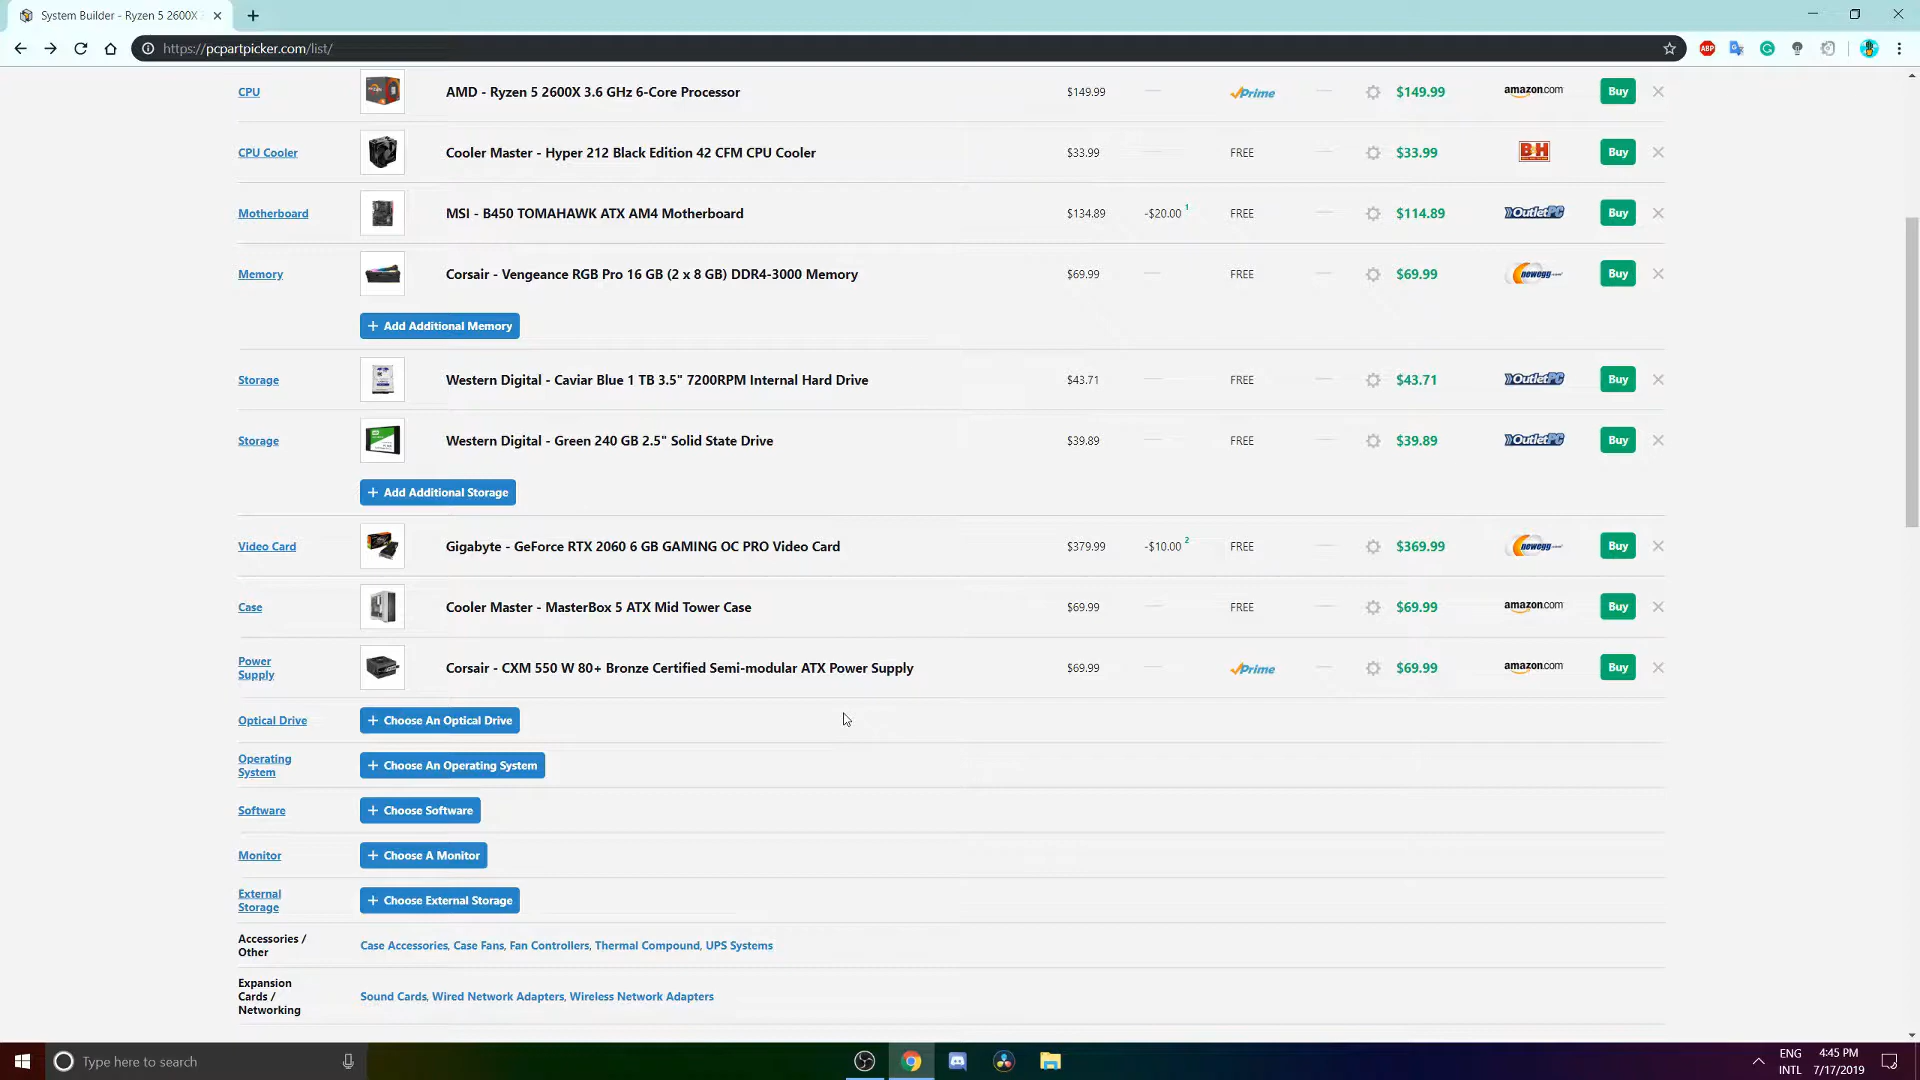 System Builder - Ryzen 5 2600X
https://pcpartpicker.com/list/
ABP
CPU AMD - Ryzen 5 2600X 3.6 GHz 6-Core Processor $149.99 Prime $149.99 amazon.com Buy
CPU Cooler Cooler Master - Hyper 212 Black Edition 42 CFM CPU Cooler $33.99 FREE $33.99 B&H Buy
Motherboard MSI - B450 TOMAHAWK ATX AM4 Motherboard $134.89 -$20.00 1 FREE $114.89 OutletPC Buy
Memory Corsair - Vengeance RGB Pro 16 GB (2 x 8 GB) DDR4-3000 Memory $69.99 FREE $69.99 newegg Buy
+ Add Additional Memory
Storage Western Digital - Caviar Blue 1 TB 3.5" 7200RPM Internal Hard Drive $43.71 FREE $43.71 OutletPC Buy
Storage Western Digital - Green 240 GB 2.5" Solid State Drive $39.89 FREE $39.89 OutletPC Buy
+ Add Additional Storage
Video Card Gigabyte - GeForce RTX 2060 6 GB GAMING OC PRO Video Card $379.99 -$10.00 2 FREE $369.99 newegg Buy
Case Cooler Master - MasterBox 5 ATX Mid Tower Case $69.99 FREE $69.99 amazon.com Buy
Power
Supply Corsair - CXM 550 W 80+ Bronze Certified Semi-modular ATX Power Supply $69.99 Prime $69.99 amazon.com Buy
Optical Drive + Choose An Optical Drive
Operating
System + Choose An Operating System
Software + Choose Software
Monitor + Choose A Monitor
External
Storage + Choose External Storage
Accessories /
Other Case Accessories, Case Fans, Fan Controllers, Thermal Compound, UPS Systems
Expansion
Cards / Sound Cards, Wired Network Adapters, Wireless Network Adapters
Networking
Type here to search
ENG 4:45 PM
INTL 7/17/2019